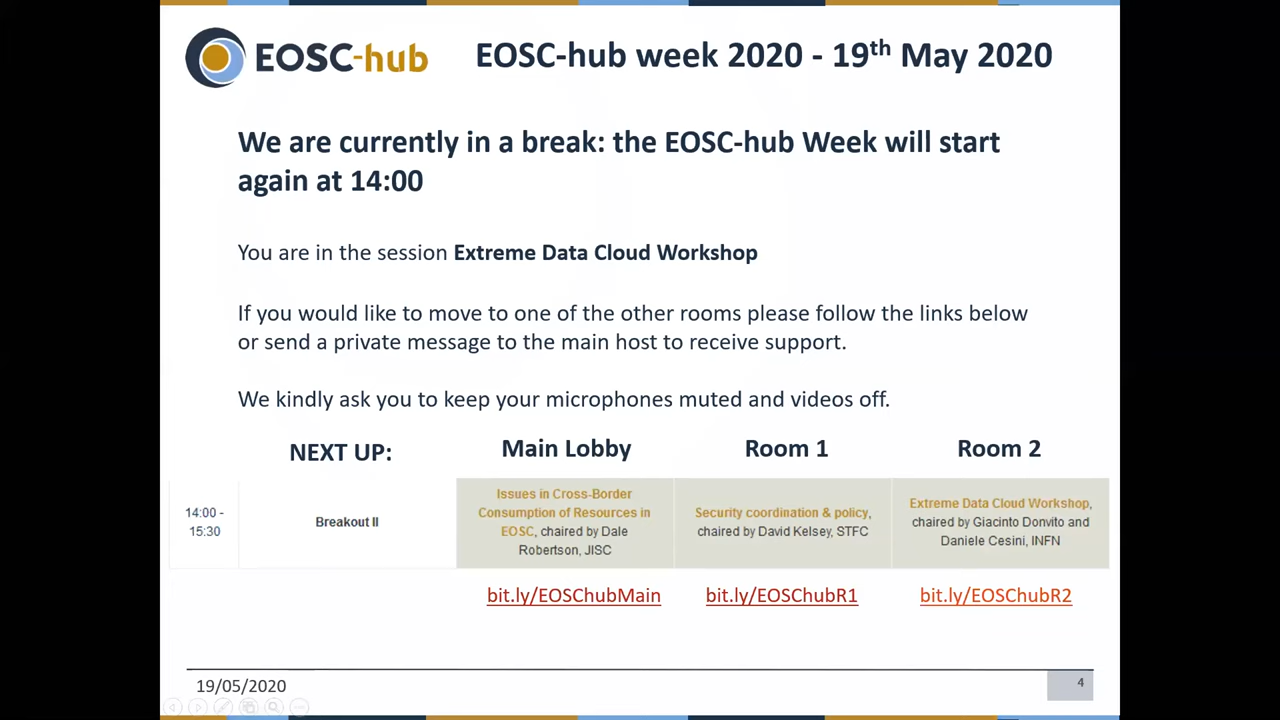 EOSC-hub
EOSC-hub week 2020 - 19th May 2020
We are currently in a break: the EOSC-hub Week will start
again at 14:00
You are in the session Extreme Data Cloud Workshop
If you would like to move to one of the other rooms please follow the links below
or send a private message to the main host to receive support.
We kindly ask you to keep your microphones muted and videos off.
NEXT UP:
Main Lobby
Room 1
Room 2
14:00 -
15:30
Breakout II
Issues in Cross-Border
Consumption of Resources in
EOSC, chaired by Dale
Robertson, JISC
Security coordination & policy,
chaired by David Kelsey, STFC
Extreme Data Cloud Workshop,
chaired by Giacinto Donvito and
Daniele Cesini, INFN
bit.ly/EOSChubMain
bit.ly/EOSChubR1
bit.ly/EOSChubR2
19/05/2020
4